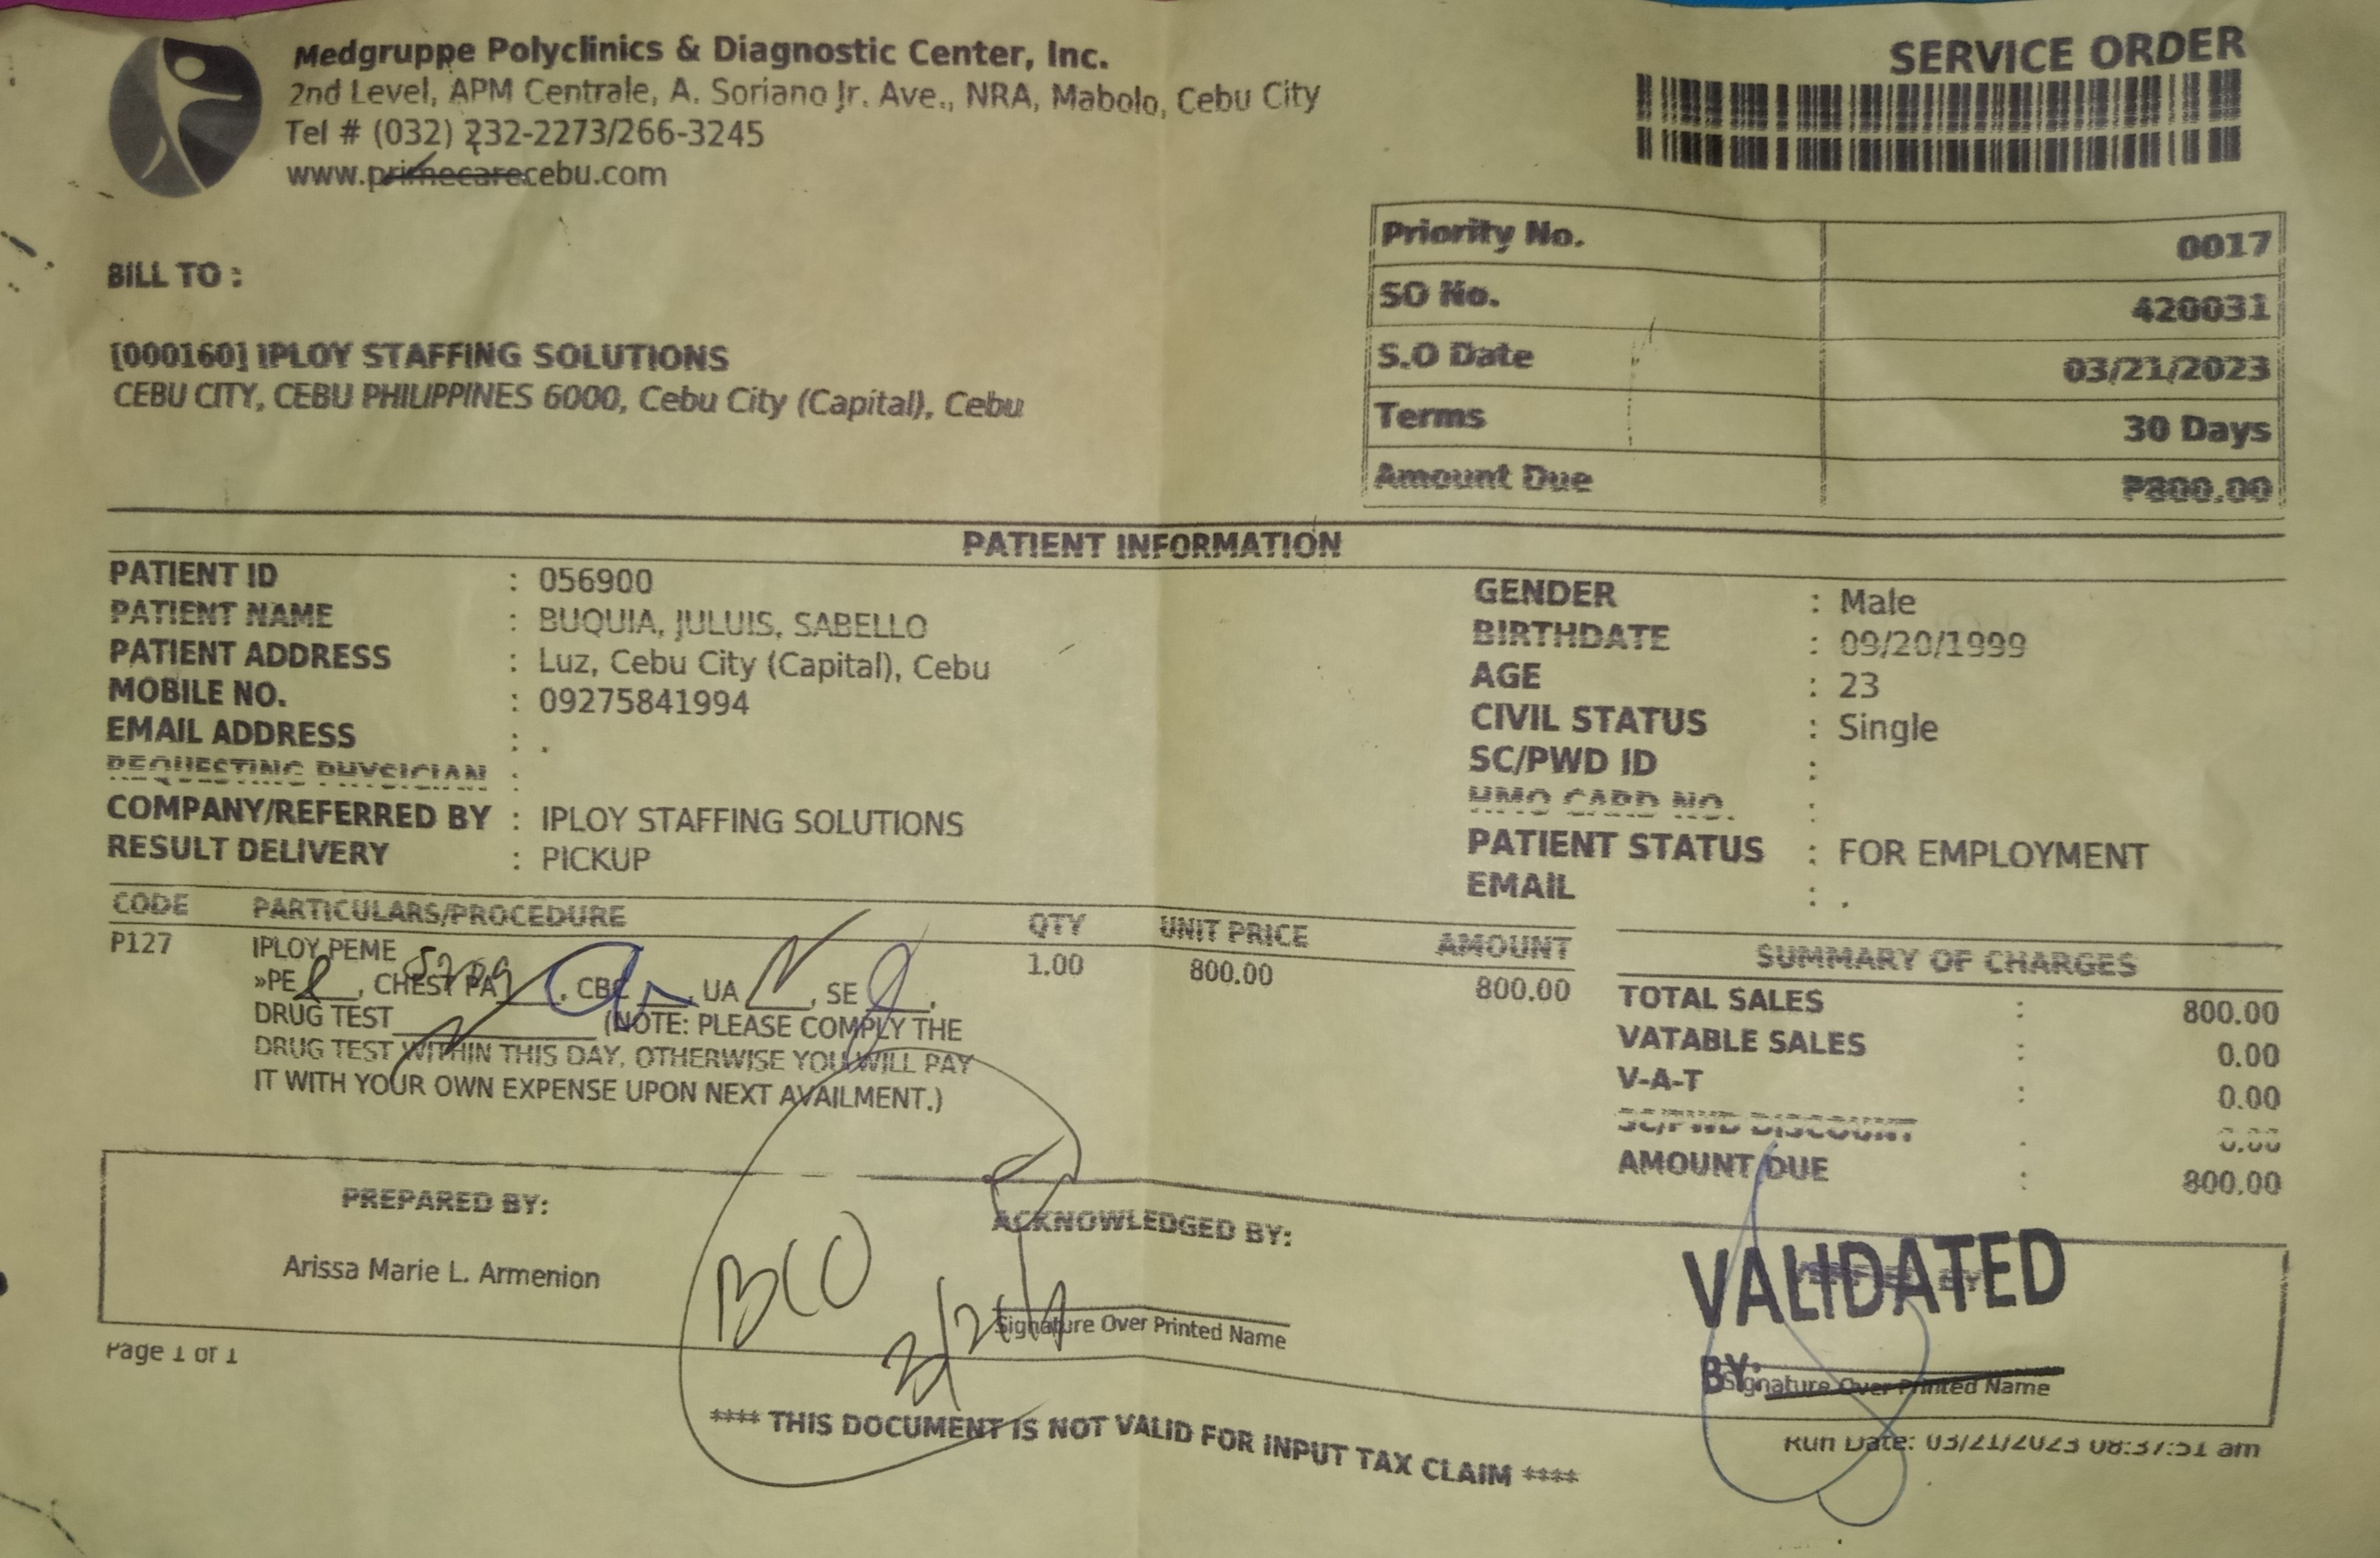 Medgruppe Polyclinics & Diagnostic Center, Inc.
2nd Level, APM Centrale, A. Soriano Jr. Ave., NRA, Mabolo, Cebu City
Tel # (032) 232-2273/266-3245
www.primecarecebu.com
SERVICE ORDER
Priority No. 0017
SO No. 420031
S.O Date 03/21/2023
Terms 30 Days
Amount Due ₱800.00
BILL TO :
[000160] IPLOY STAFFING SOLUTIONS
CEBU CITY, CEBU PHILIPPINES 6000, Cebu City (Capital), Cebu
PATIENT INFORMATION
PATIENT ID : 056900
PATIENT NAME : BUQUIA, JULUIS, SABELLO
PATIENT ADDRESS : Luz, Cebu City (Capital), Cebu
MOBILE NO. : 09275841994
EMAIL ADDRESS : .
REQUESTING PHYSICIAN :
COMPANY/REFERRED BY : IPLOY STAFFING SOLUTIONS
RESULT DELIVERY : PICKUP
GENDER : Male
BIRTHDATE : 09/20/1999
AGE : 23
CIVIL STATUS : Single
SC/PWD ID :
HMO CARD NO. :
PATIENT STATUS : FOR EMPLOYMENT
EMAIL : .
CODE PARTICULARS/PROCEDURE QTY UNIT PRICE AMOUNT
P127 IPLOY PEME 1.00 800.00 800.00
»PE___, CHEST PA___, CBC___, UA___, SE___,
DRUG TEST__________ (NOTE: PLEASE COMPLY THE
DRUG TEST WITHIN THIS DAY, OTHERWISE YOU WILL PAY
IT WITH YOUR OWN EXPENSE UPON NEXT AVAILMENT.)
SUMMARY OF CHARGES
TOTAL SALES : 800.00
VATABLE SALES : 0.00
V-A-T : 0.00
SC/PWD DISCOUNT : 0.00
AMOUNT DUE : 800.00
PREPARED BY:
Arissa Marie L. Armenion
ACKNOWLEDGED BY:
Signature Over Printed Name
VALIDATED
BY:
Signature Over Printed Name
Page 1 of 1
**** THIS DOCUMENT IS NOT VALID FOR INPUT TAX CLAIM ****
Run Date: 03/21/2023 08:37:51 am